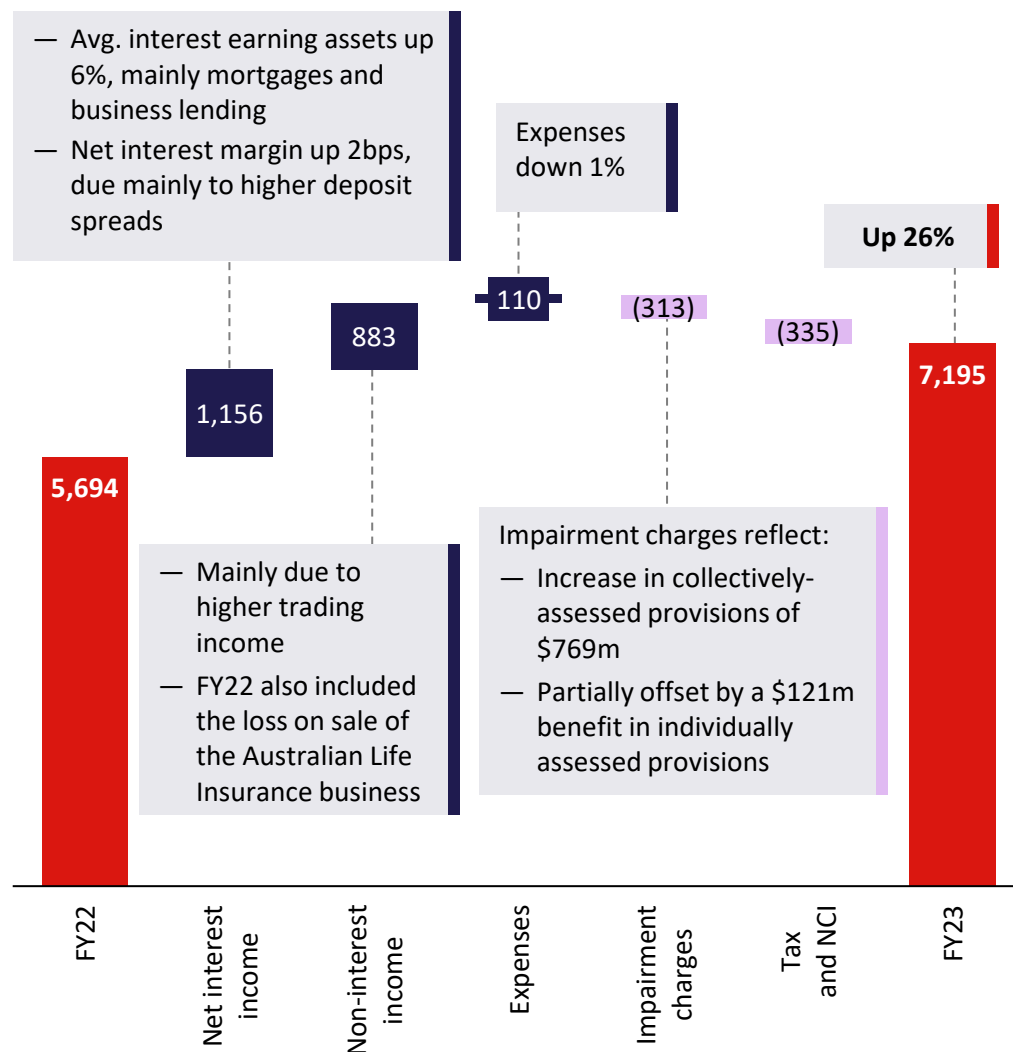 — Avg. interest earning assets up
6%, mainly mortgages and
business lending
— Net interest margin up 2bps,
due mainly to higher deposit
spreads
Expenses
down 1%
Up 26%
110
(313)
883
(335)
7,195
1,156
5,694
— Mainly due to
higher trading
income
— FY22 also included
the loss on sale of
the Australian Life
Insurance business
Impairment charges reflect:
— Increase in collectively-
assessed provisions of
$769m
— Partially offset by a $121m
benefit in individually
assessed provisions
FY22
Net interest
income
Non-interest
income
Expenses
Impairment
charges
Tax
and NCI
FY23